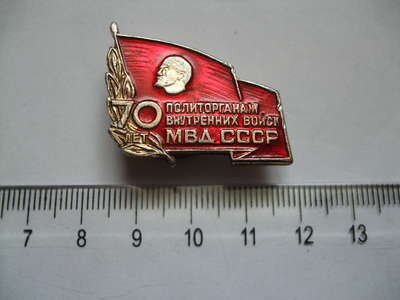 70
ЛЕТ
ПОЛИТОРГАНАМ
ВНУТРЕННИХ ВОЙСК
МВД СССР
7 8 9 10 11 12 13